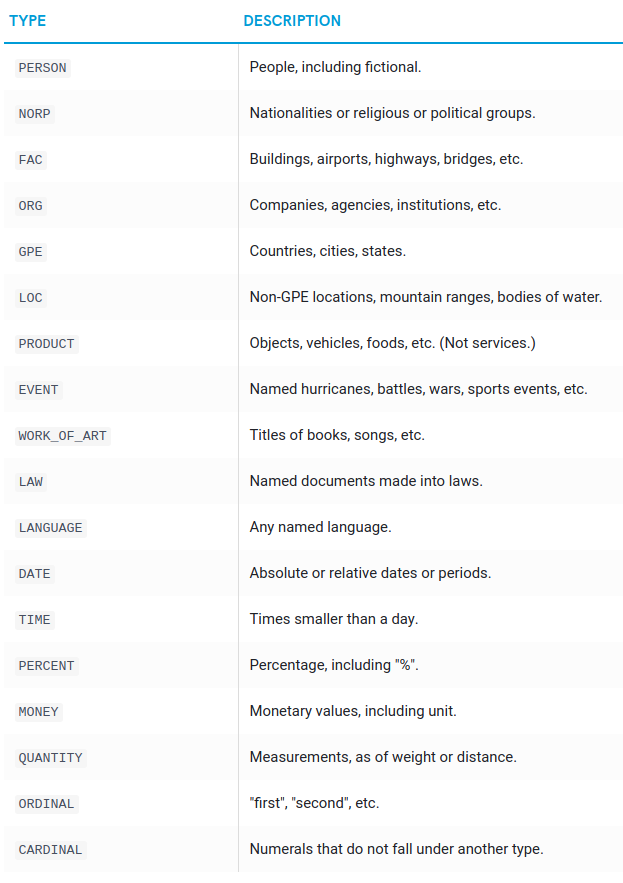 TYPE DESCRIPTION
PERSON People, including fictional.
NORP Nationalities or religious or political groups.
FAC Buildings, airports, highways, bridges, etc.
ORG Companies, agencies, institutions, etc.
GPE Countries, cities, states.
LOC Non-GPE locations, mountain ranges, bodies of water.
PRODUCT Objects, vehicles, foods, etc. (Not services.)
EVENT Named hurricanes, battles, wars, sports events, etc.
WORK_OF_ART Titles of books, songs, etc.
LAW Named documents made into laws.
LANGUAGE Any named language.
DATE Absolute or relative dates or periods.
TIME Times smaller than a day.
PERCENT Percentage, including "%".
MONEY Monetary values, including unit.
QUANTITY Measurements, as of weight or distance.
ORDINAL "first", "second", etc.
CARDINAL Numerals that do not fall under another type.